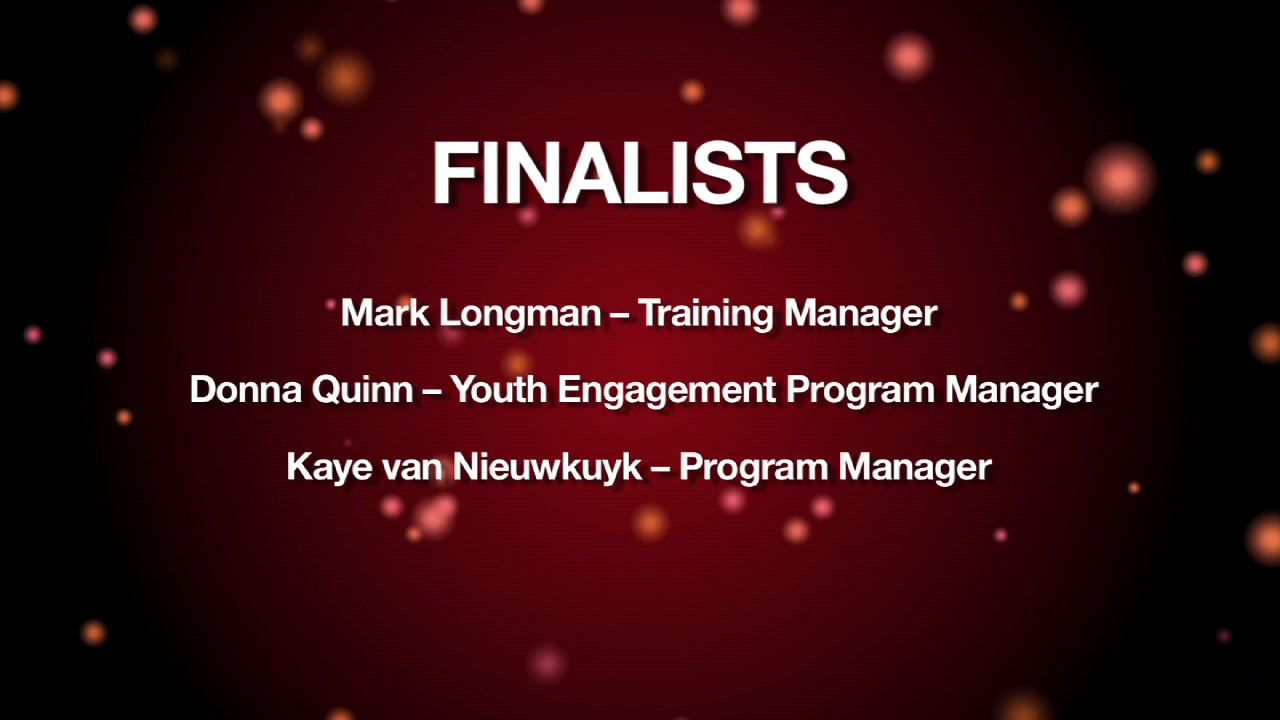 FINALISTS
Mark Longman – Training Manager
Donna Quinn – Youth Engagement Program Manager
Kaye van Nieuwkuyk – Program Manager